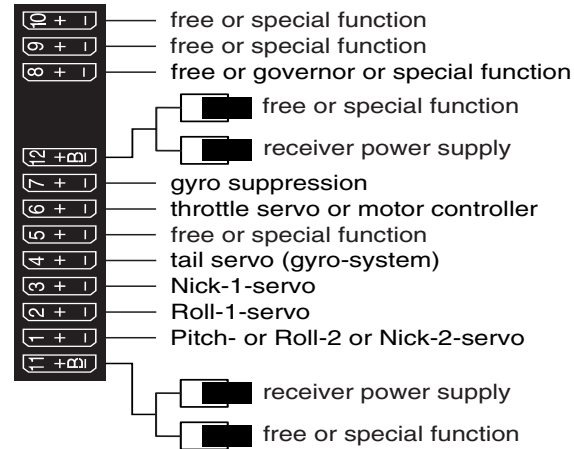 10 + - free or special function
9 + - free or special function
8 + - free or governor or special function
free or special function
receiver power supply
12 +B -
7 + - gyro suppression
6 + - throttle servo or motor controller
5 + - free or special function
4 + - tail servo (gyro-system)
3 + - Nick-1-servo
2 + - Roll-1-servo
1 + - Pitch- or Roll-2 or Nick-2-servo
11 +B -
receiver power supply
free or special function